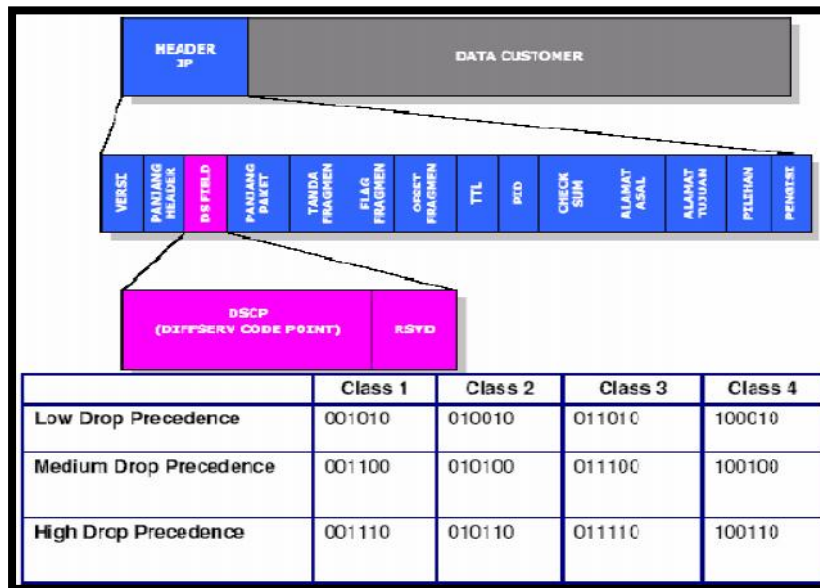 HEADER
IP
DATA CUSTOMER
VERSI
PANJANG
HEADER
DS FIELD
PANJANG
PAKET
TANDA
FRAGMEN
FLAG
FRAGMEN
OFSET
FRAGMEN
TTL
PID
CHECK
SUM
ALAMAT
ASAL
ALAMAT
TUJUAN
PILIHAN
PENGISI
DSCP
(DIFFSERV CODE POINT)
RSVD
Class 1 Class 2 Class 3 Class 4
Low Drop Precedence 001010 010010 011010 100010
Medium Drop Precedence 001100 010100 011100 100100
High Drop Precedence 001110 010110 011110 100110